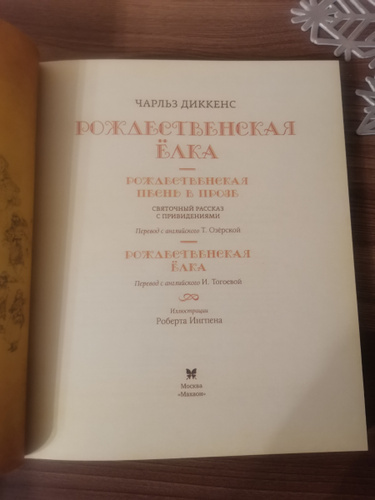 ЧАРЛЬЗ ДИККЕНС
РОЖДЕСТВЕНСКАЯ
ЁЛКА
РОЖДЕСТВЕНСКАЯ
ПЕСНЬ В ПРОЗЕ
СВЯТОЧНЫЙ РАССКАЗ
С ПРИВИДЕНИЯМИ
Перевод с английского Т. Озёрской
РОЖДЕСТВЕНСКАЯ
ЁЛКА
Перевод с английского И. Тогоевой
Иллюстрации
Роберта Ингпена
Москва
«Махаон»